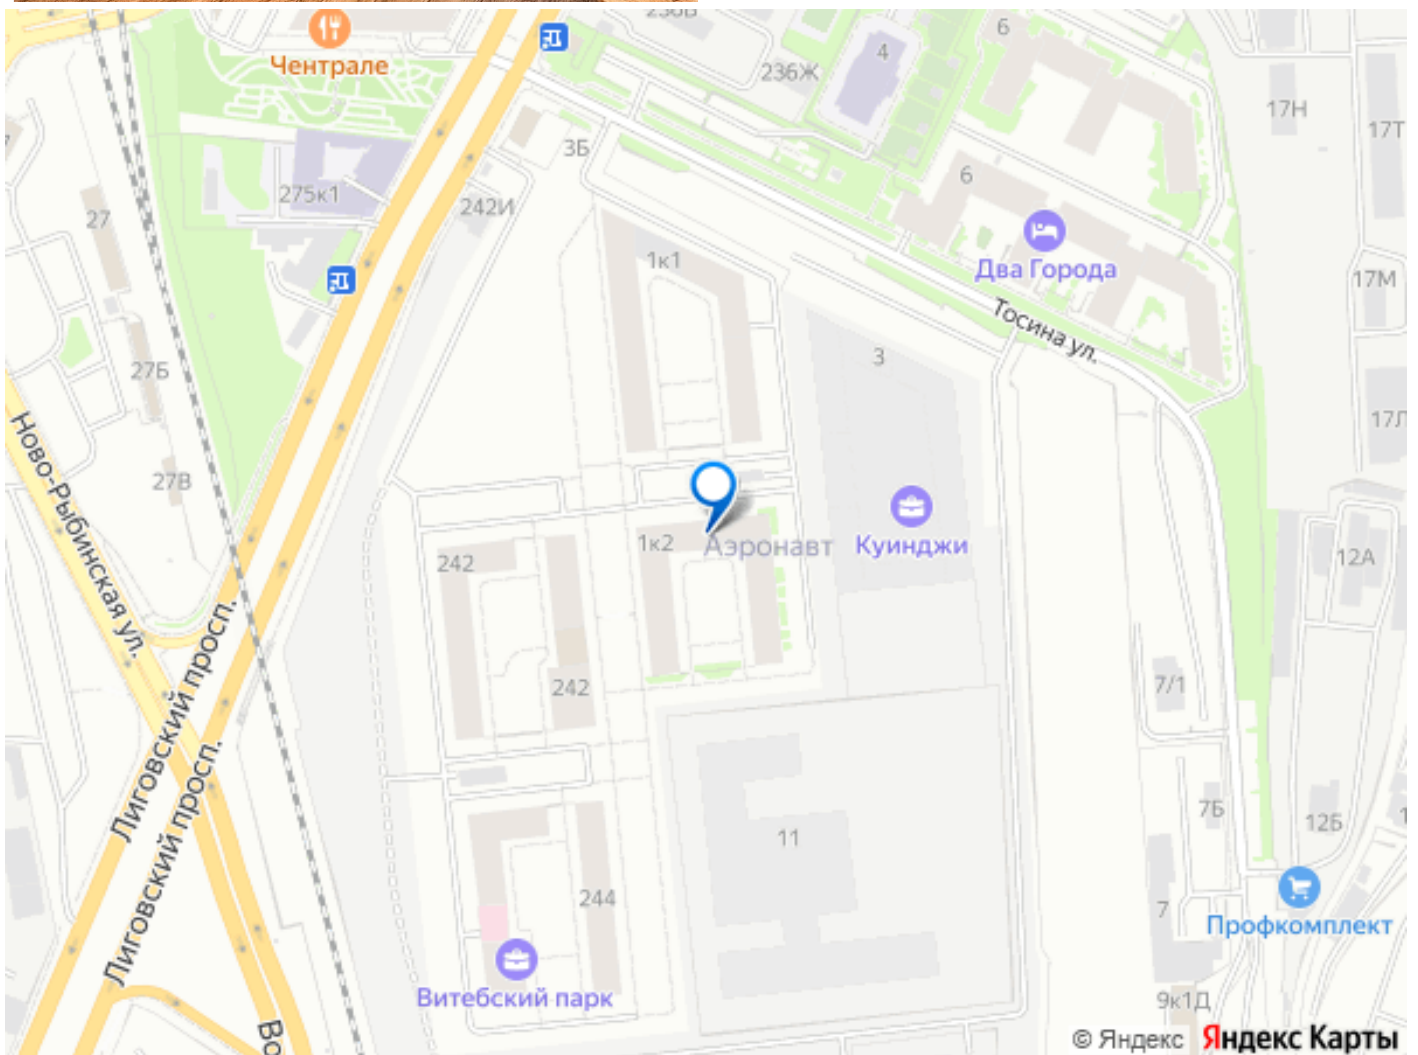 Чентрале
236Ж
4
6
6
17Н
17Т
3Б
275к1
242И
27
6
Два Города
1к1
17М
Тосина ул.
3
27Б
17Л
Ново-Рыбинская ул.
27В
1к2
Аэронавт
Куинджи
242
12А
242
7/1
Лиговский просп.
Лиговский просп.
7Б
12Б
11
244
7
Профкомплект
Витебский парк
9к1Д
© Яндекс Яндекс Карты